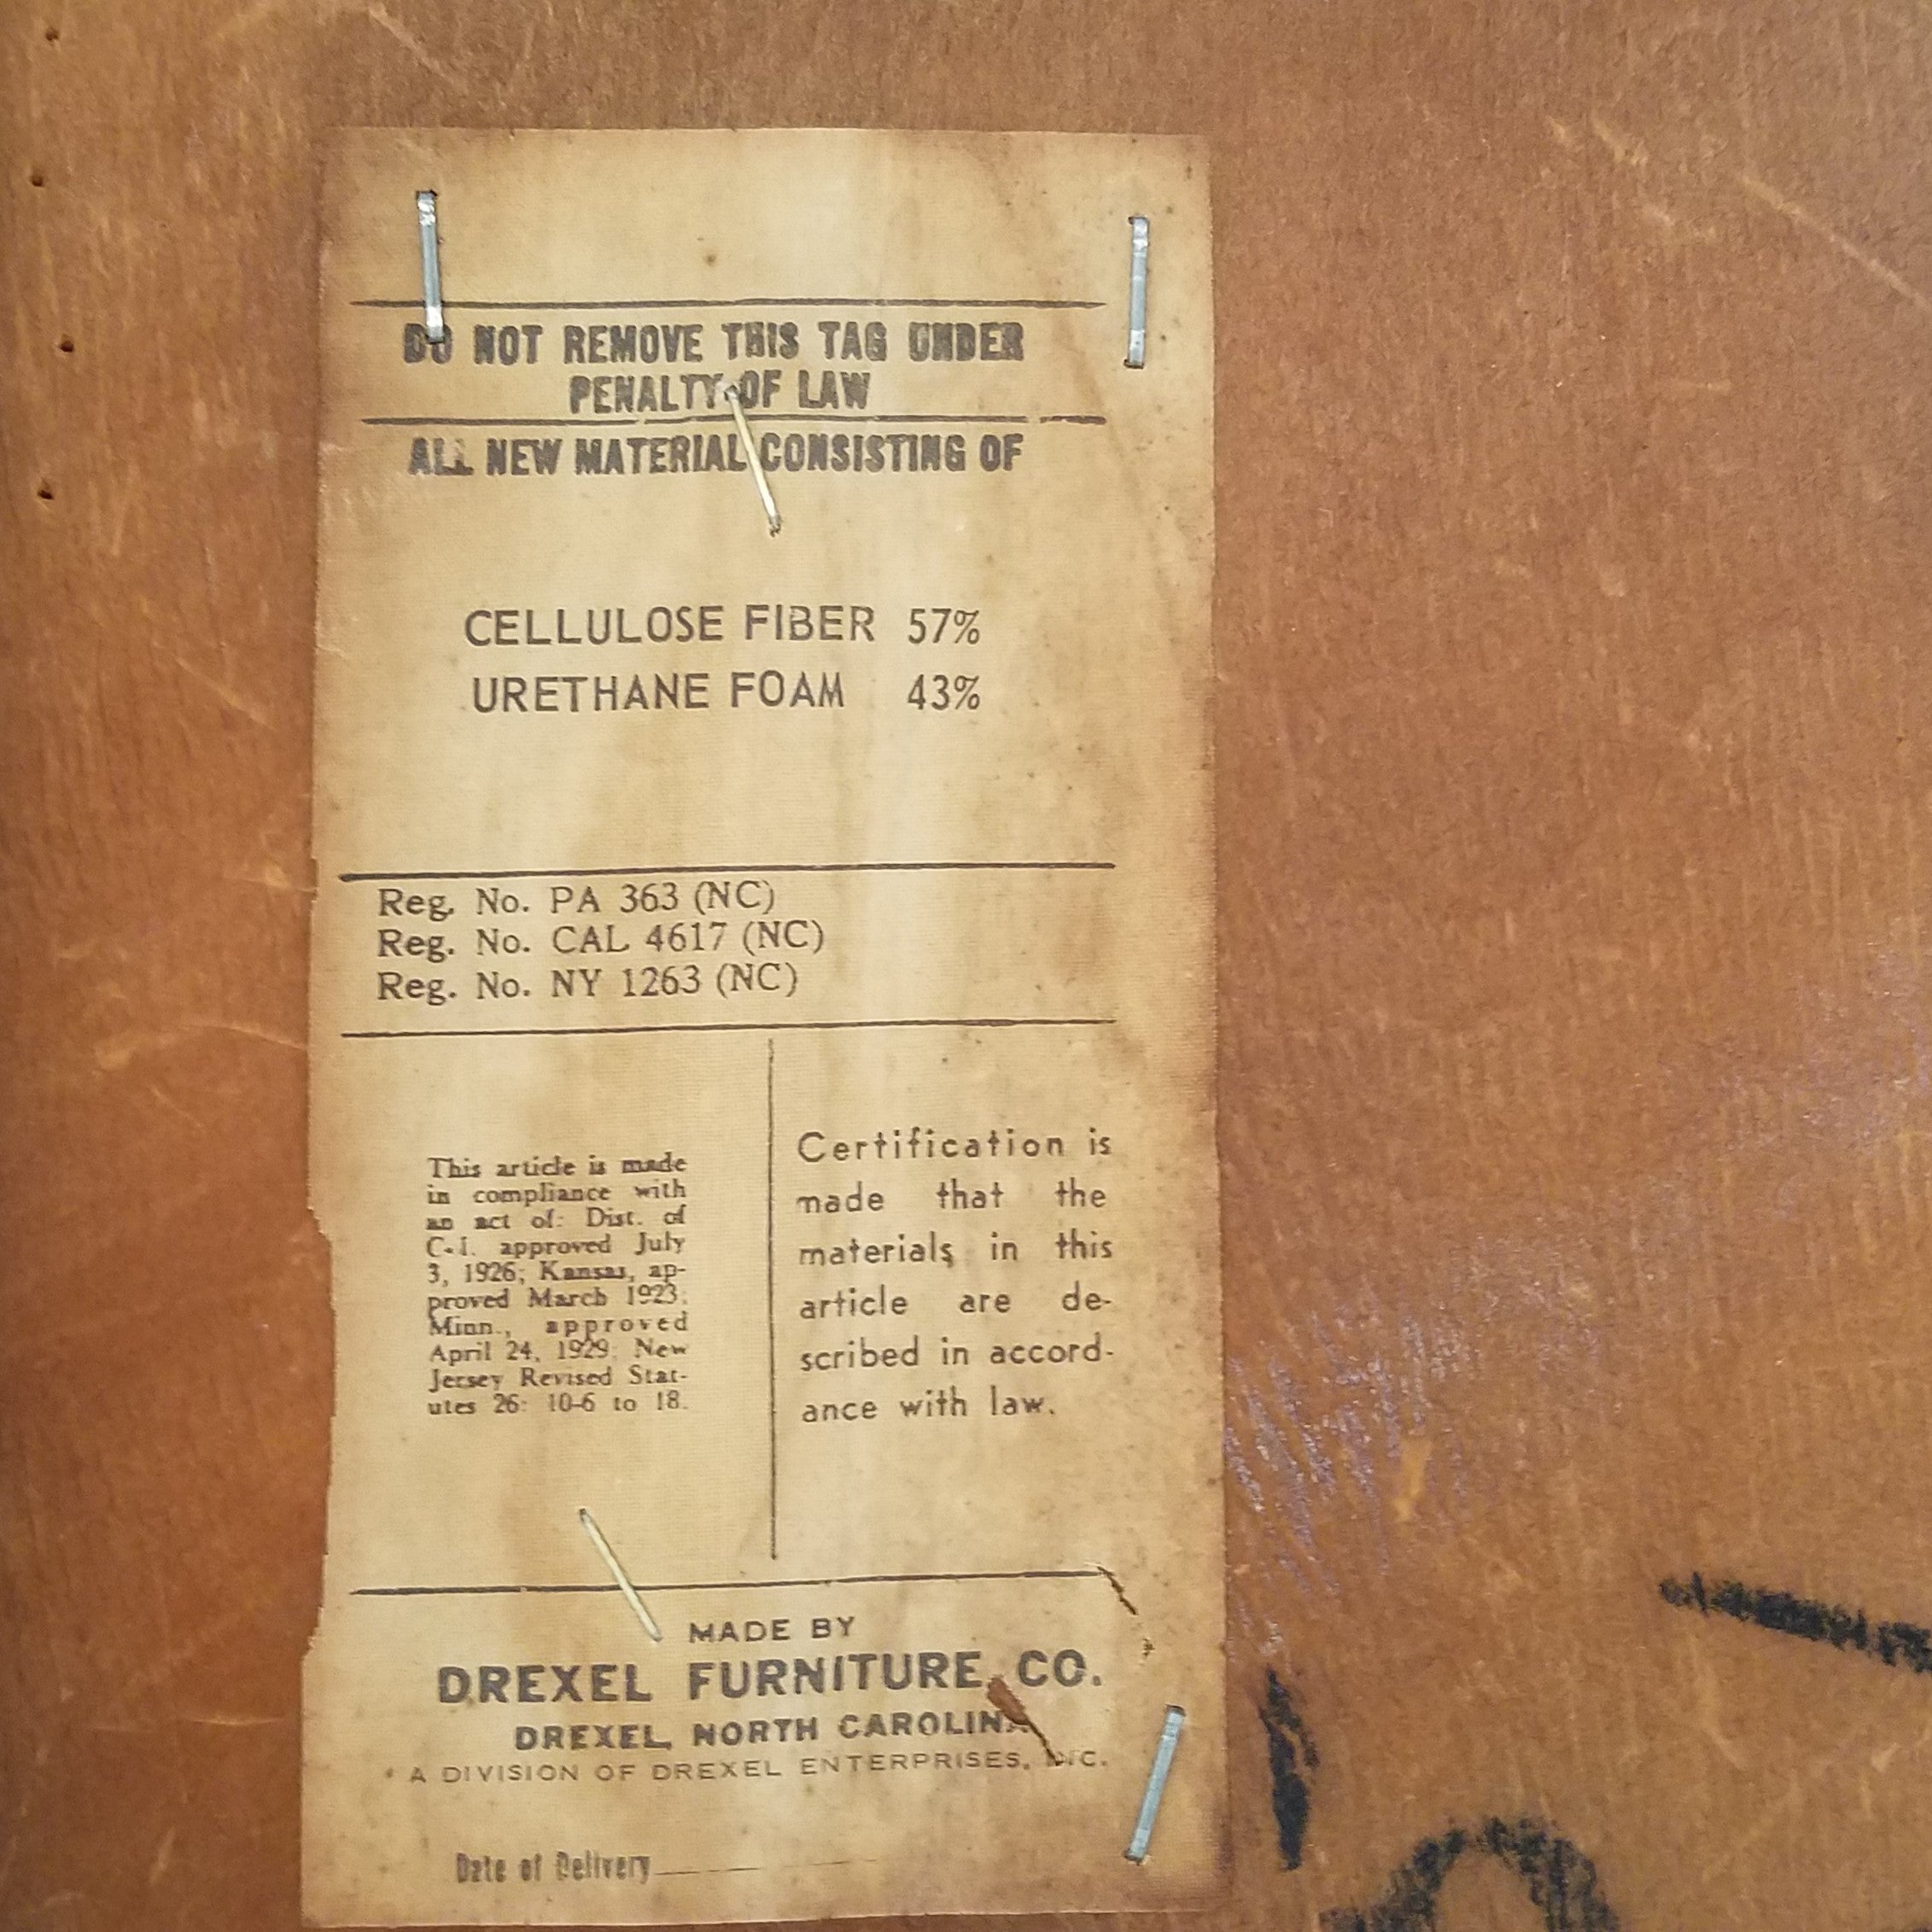 DO NOT REMOVE THIS TAG UNDER
PENALTY OF LAW
ALL NEW MATERIAL CONSISTING OF
CELLULOSE FIBER 57%
URETHANE FOAM 43%
Reg. No. PA 363 (NC)
Reg. No. CAL 4617 (NC)
Reg. No. NY 1263 (NC)
This article is made
in compliance with
an act of: Dist. of
approved July
3, 1926; Kansas, ap-
proved March 1923;
Minn., approved
April 24, 1929; New
Jersey Revised Stat-
utes 26: 10-6 to 18.
Certification is
made that the
materials in this
article are de-
scribed in accord-
ance with law.
MADE BY
DREXEL FURNITURE CO.
DREXEL, NORTH CAROLINA
A DIVISION OF DREXEL ENTERPRISES, INC.
Date of Delivery